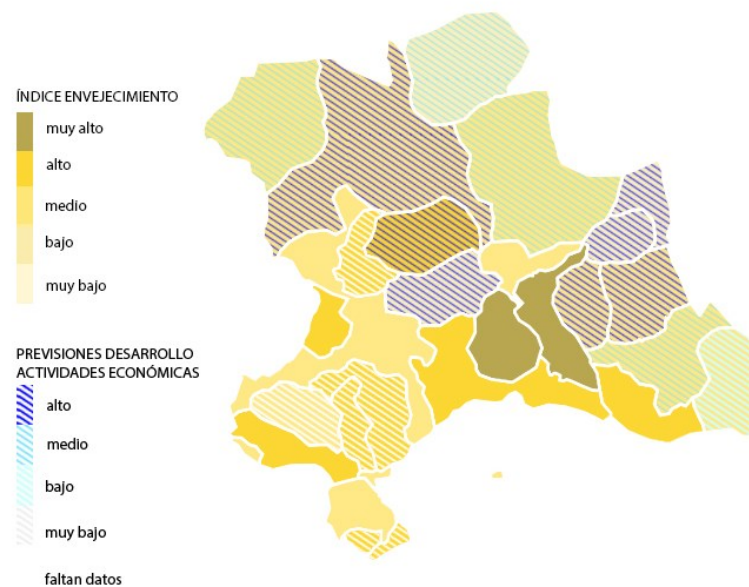 ÍNDICE ENVEJECIMIENTO
muy alto
alto
medio
bajo
muy bajo
PREVISIONES DESARROLLO
ACTIVIDADES ECONÓMICAS
alto
medio
bajo
muy bajo
faltan datos